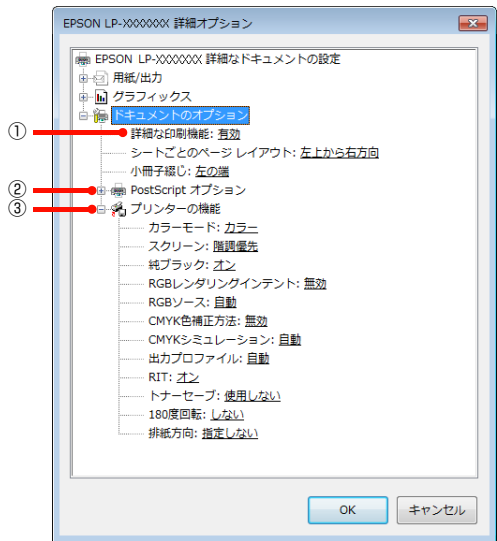 EPSON LP-XXXXXXX 詳細オプション
EPSON LP-XXXXXXX 詳細なドキュメントの設定
用紙/出力
グラフィックス
ドキュメントのオプション
① 詳細な印刷機能: 有効
シートごとのページ レイアウト: 左上から右方向
小冊子綴じ: 左の端
② PostScript オプション
③ プリンターの機能
カラーモード: カラー
スクリーン: 階調優先
純ブラック: オン
RGBレンダリングインテント: 無効
RGBソース: 自動
CMYK色補正方法: 無効
CMYKシミュレーション: 自動
出力プロファイル: 自動
RIT: オン
トナーセーブ: 使用しない
180度回転: しない
排紙方向: 指定しない
OK キャンセル